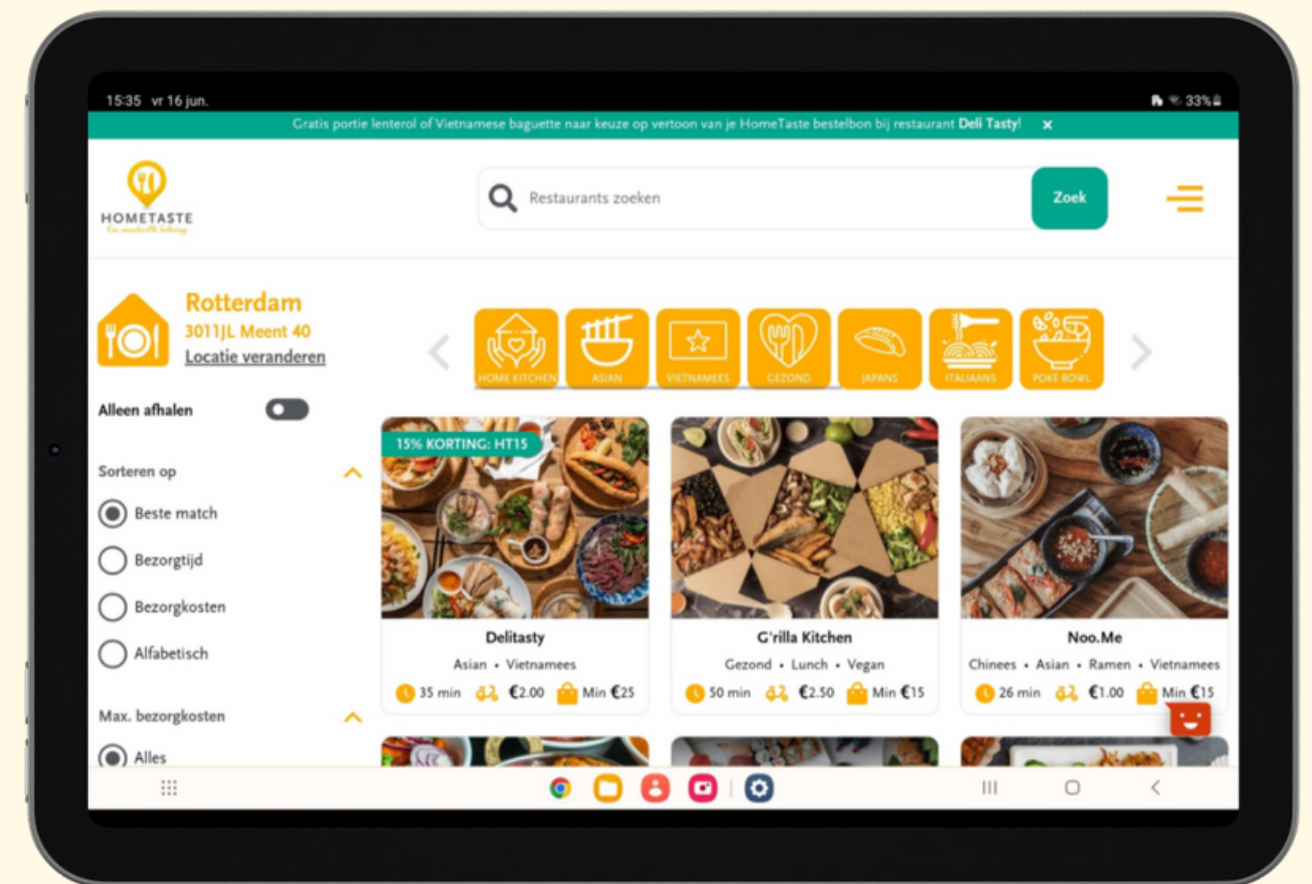 15:35 vr 16 jun.
33%
Gratis portie lenterol of Vietnamese baguette naar keuze op vertoon van je HomeTaste bestelbon bij restaurant Deli Tasty! ×
HOMETASTE
Restaurants zoeken
Zoek
Rotterdam
3011JL Meent 40
Locatie veranderen
HOME KITCHEN
ASIAN
VIETNAMEES
GEZOND
JAPANS
ITALIAANS
POKE BOWL
Alleen afhalen
Sorteren op
Beste match
Bezorgtijd
Bezorgkosten
Alfabetisch
Max. bezorgkosten
Alles
15% KORTING: HT15
Delitasty
Asian • Vietnamees
35 min €2.00 Min €25
G'rilla Kitchen
Gezond • Lunch • Vegan
50 min €2.50 Min €15
Noo.Me
Chinees • Asian • Ramen • Vietnamees
26 min €1.00 Min €15